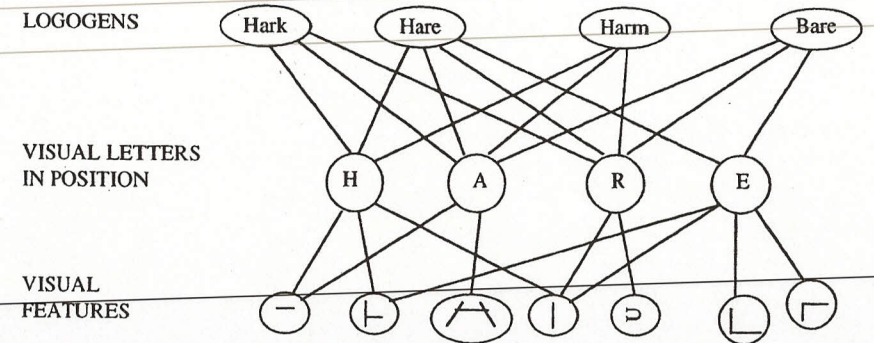 LOGOGENS Hark Hare Harm Bare
VISUAL LETTERS
IN POSITION H A R E
VISUAL
FEATURES